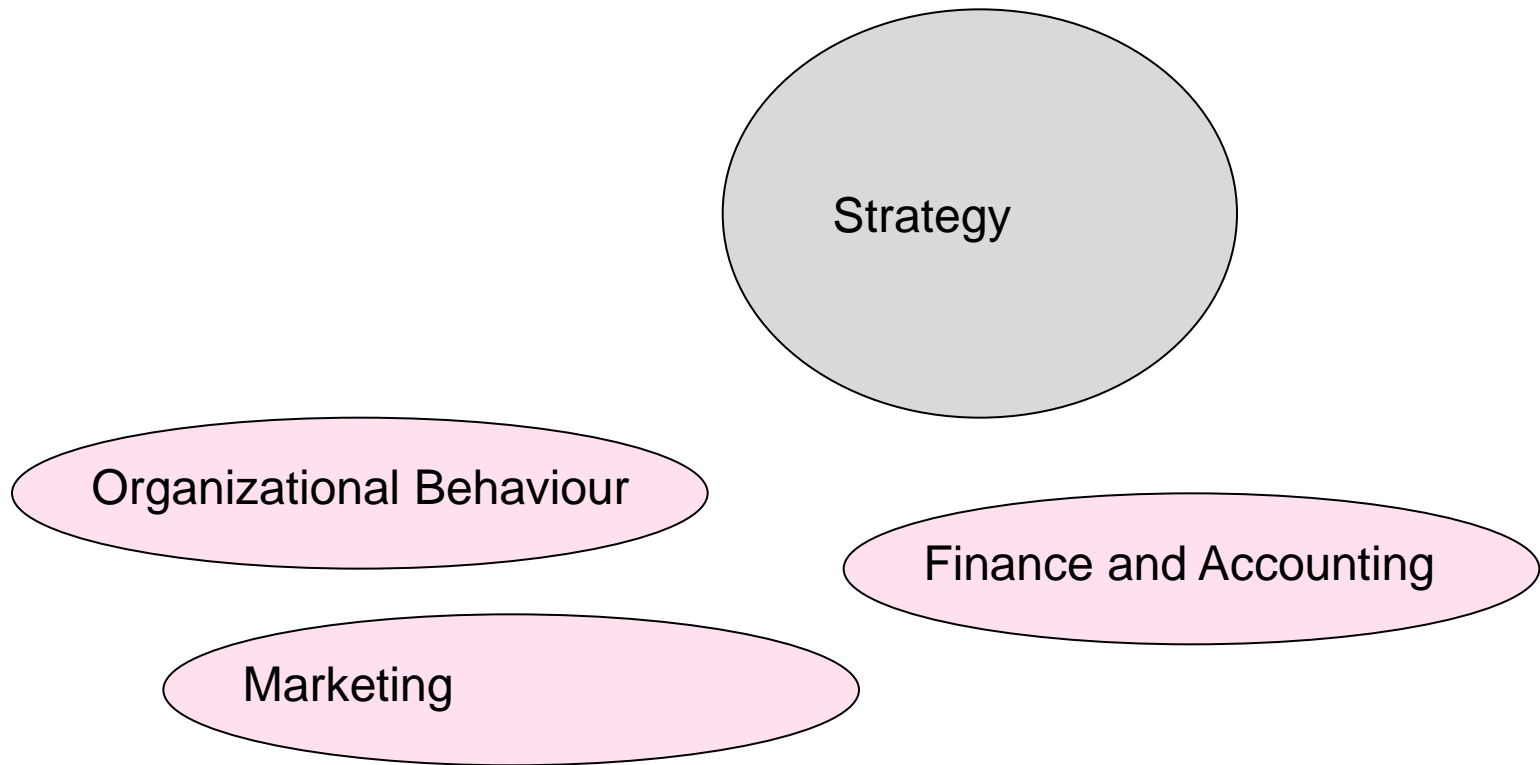 Strategy
Organizational Behaviour
Finance and Accounting
Marketing